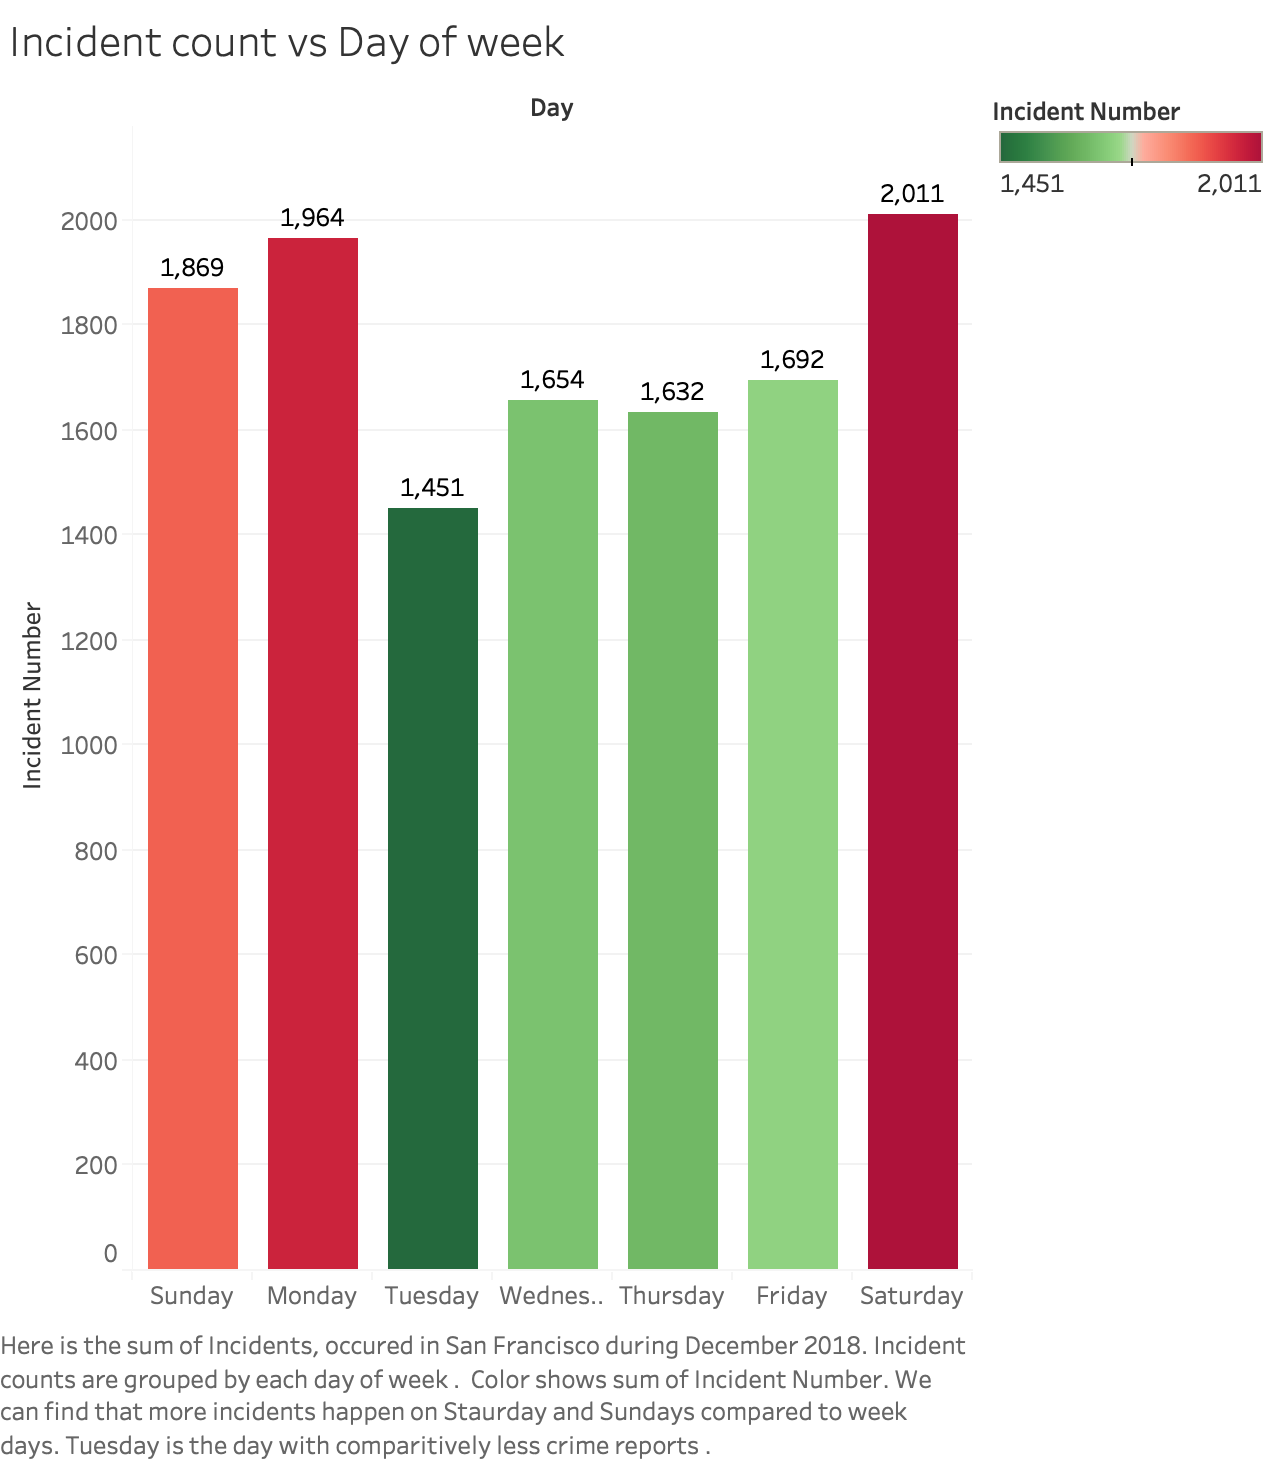 Incident count vs Day of week
Day
Incident Number
1,451 2,011
2,011
2000
1,964
1,869
1800
1,692
1,654
1,632
1600
1,451
1400
1200
Incident Number
1000
800
600
400
200
0
Sunday Monday Tuesday Wednes.. Thursday Friday Saturday
Here is the sum of Incidents, occured in San Francisco during December 2018. Incident
counts are grouped by each day of week .  Color shows sum of Incident Number. We
can find that more incidents happen on Staurday and Sundays compared to week
days. Tuesday is the day with comparitively less crime reports .